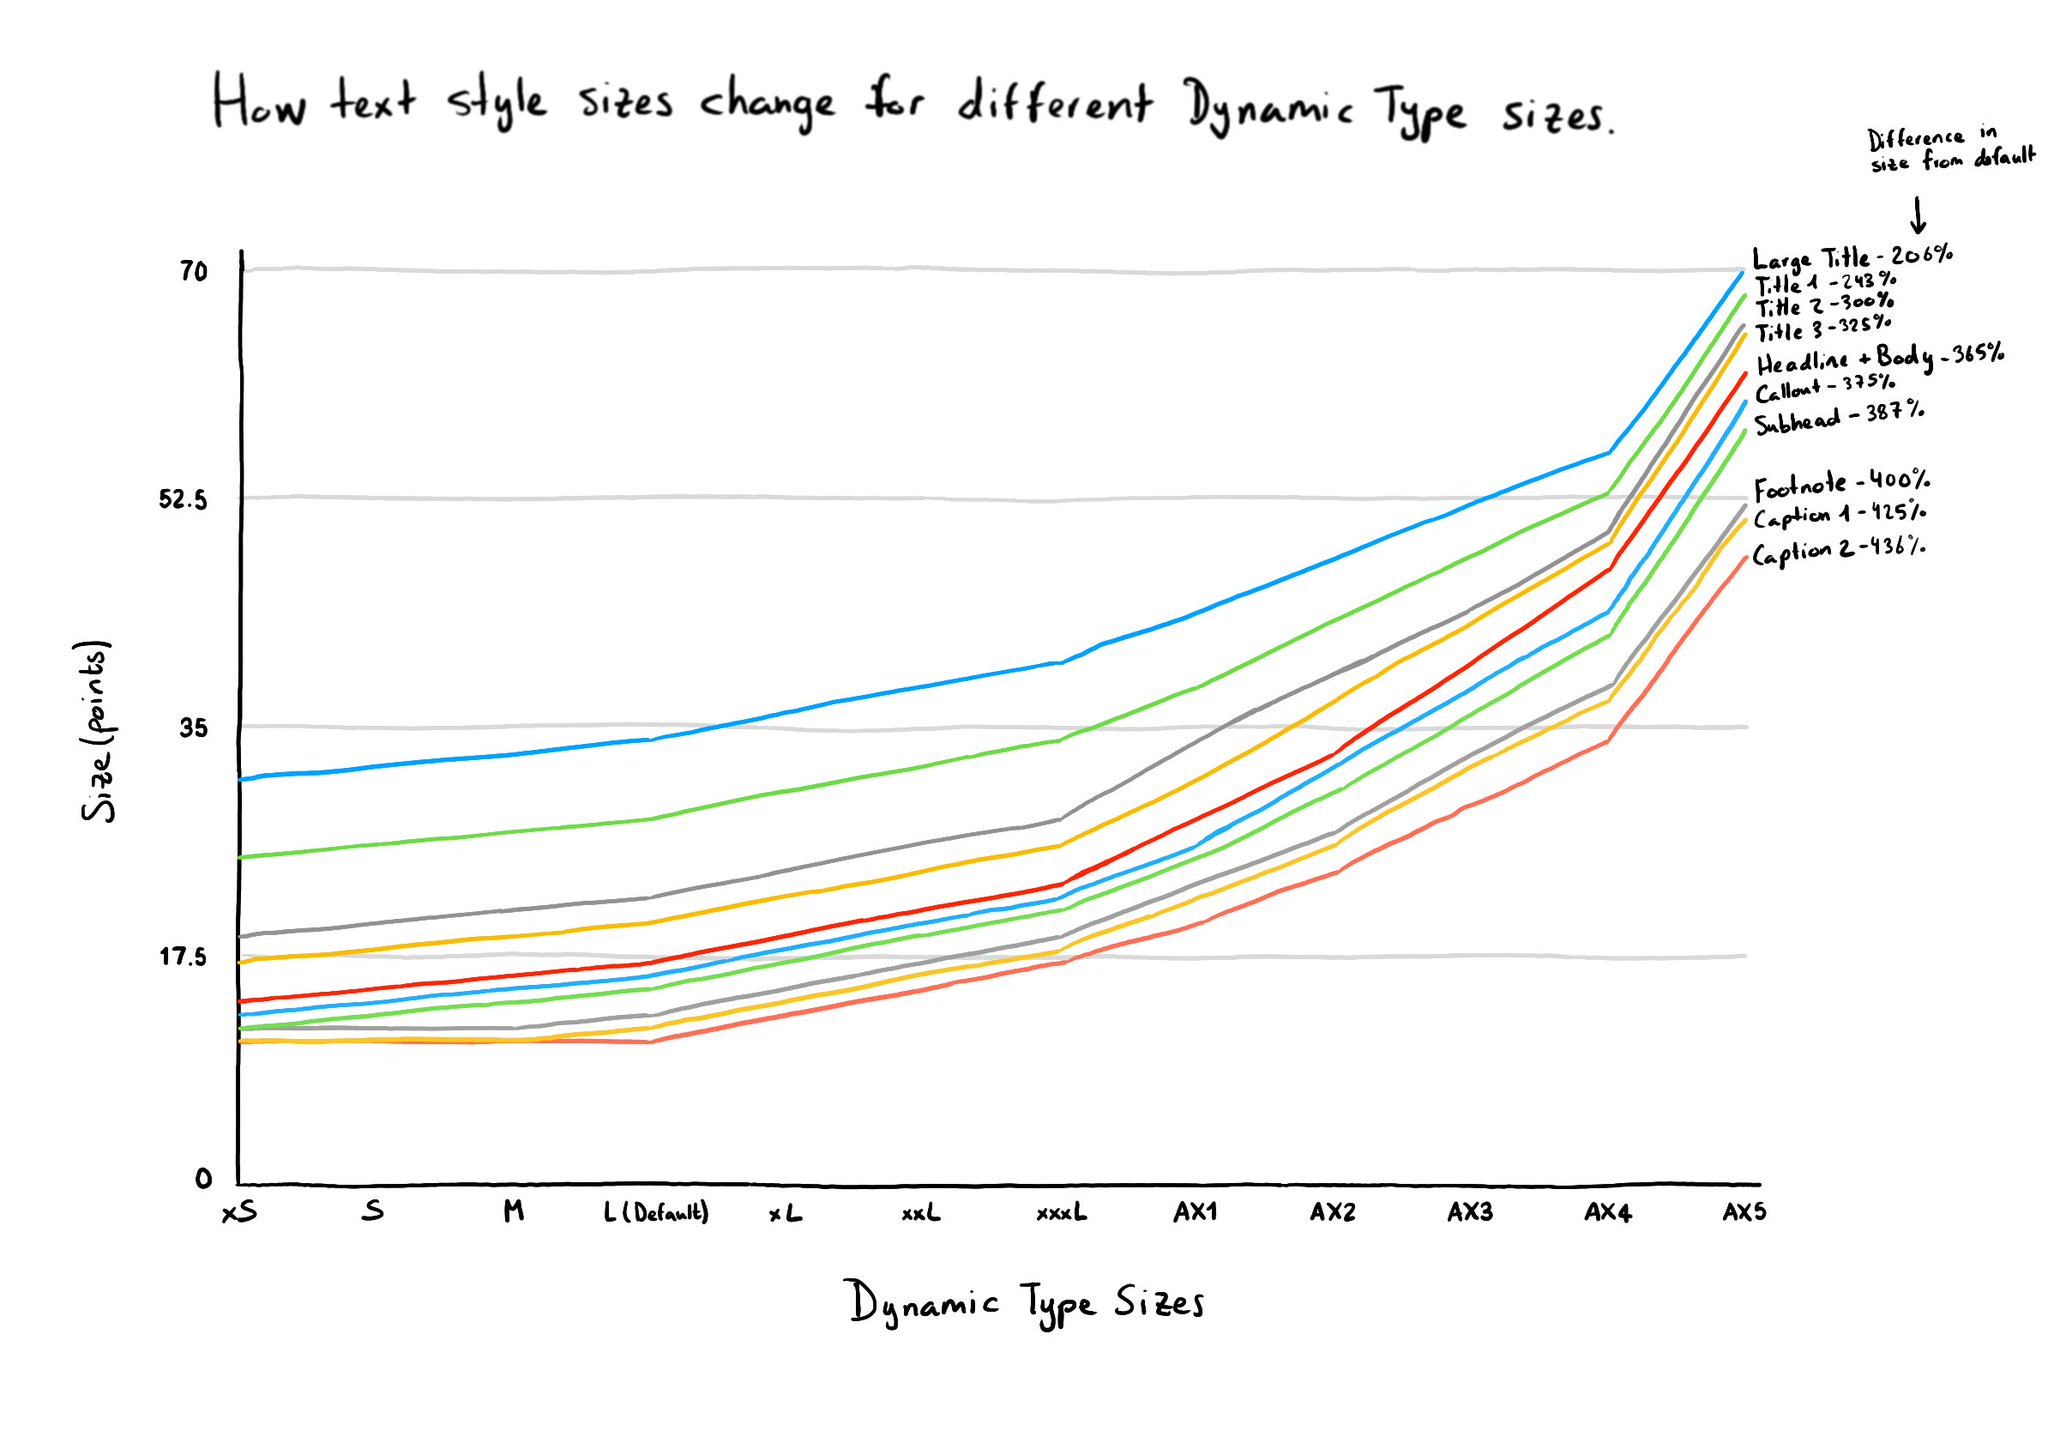 How text style sizes change for different Dynamic Type sizes.
Difference in
size from default
Large Title - 206%
Title 1 - 243%
Title 2 - 300%
Title 3 - 325%
Headline + Body - 365%
Callout - 375%
Subhead - 387%
Footnote - 400%
Caption 1 - 425%
Caption 2 - 436%
70
52.5
35
17.5
0
Size (points)
xS S M L (Default) xL xxL xxxL AX1 AX2 AX3 AX4 AX5
Dynamic Type Sizes